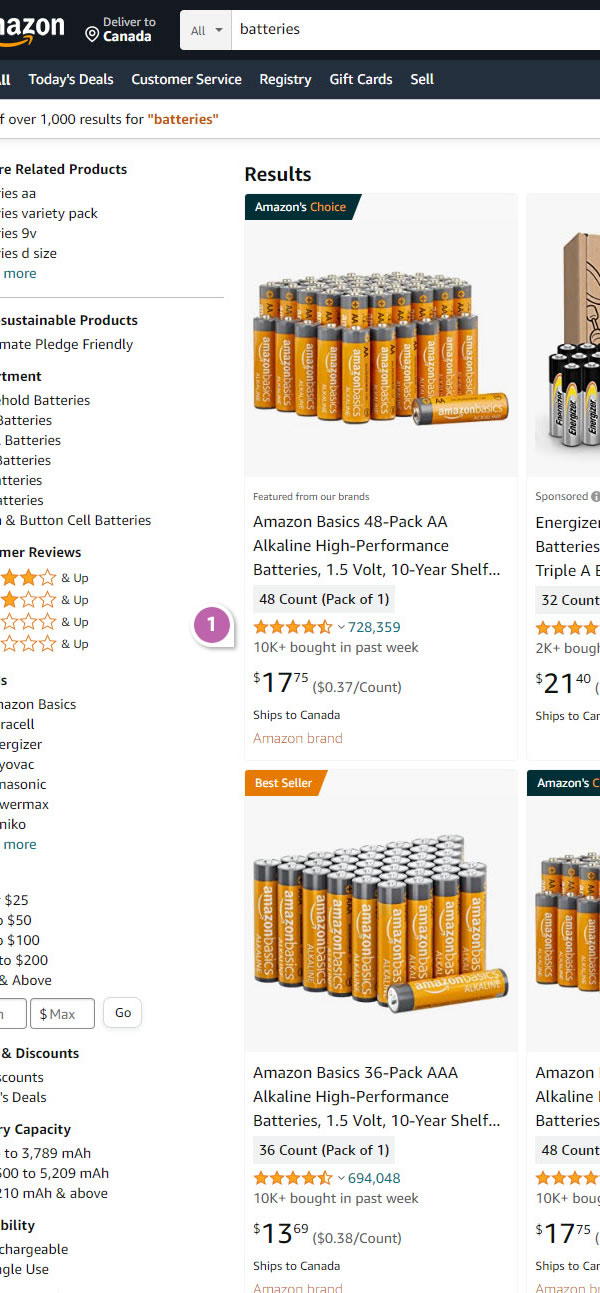 mazon
Deliver to
Canada
All
batteries
ll
Today's Deals
Customer Service
Registry
Gift Cards
Sell
f over 1,000 results for "batteries"
re Related Products
ies aa
ies variety pack
ies 9v
ies d size
more
sustainable Products
mate Pledge Friendly
rtment
ehold Batteries
Batteries
Batteries
Batteries
tteries
atteries
& Button Cell Batteries
mer Reviews
& Up
& Up
& Up
& Up
s
mazon Basics
racell
ergizer
yovac
nasonic
wermax
miko
more
$25
$50
$100
to $200
& Above
$ Max
Go
& Discounts
scounts
's Deals
ry Capacity
to 3,789 mAh
500 to 5,209 mAh
210 mAh & above
bility
chargeable
ngle Use
Results
Amazon's Choice
amazonbasics
Featured from our brands
Amazon Basics 48-Pack AA
Alkaline High-Performance
Batteries, 1.5 Volt, 10-Year Shelf...
48 Count (Pack of 1)
1
728,359
10K+ bought in past week
$17 75 ($0.37/Count)
Ships to Canada
Amazon brand
Energizer
Sponsored
Energizer
Batteries
Triple A B
32 Count
2K+ bough
$21 40 (
Ships to Can
Best Seller
amazonbasics
ALKALINE
Amazon Basics 36-Pack AAA
Alkaline High-Performance
Batteries, 1.5 Volt, 10-Year Shelf...
36 Count (Pack of 1)
694,048
10K+ bought in past week
$13 69 ($0.38/Count)
Ships to Canada
Amazon brand
Amazon's C
Amazon
Alkaline
Batteries
48 Count
10K+ boug
$17 75 (
Ships to Can
Amazon br